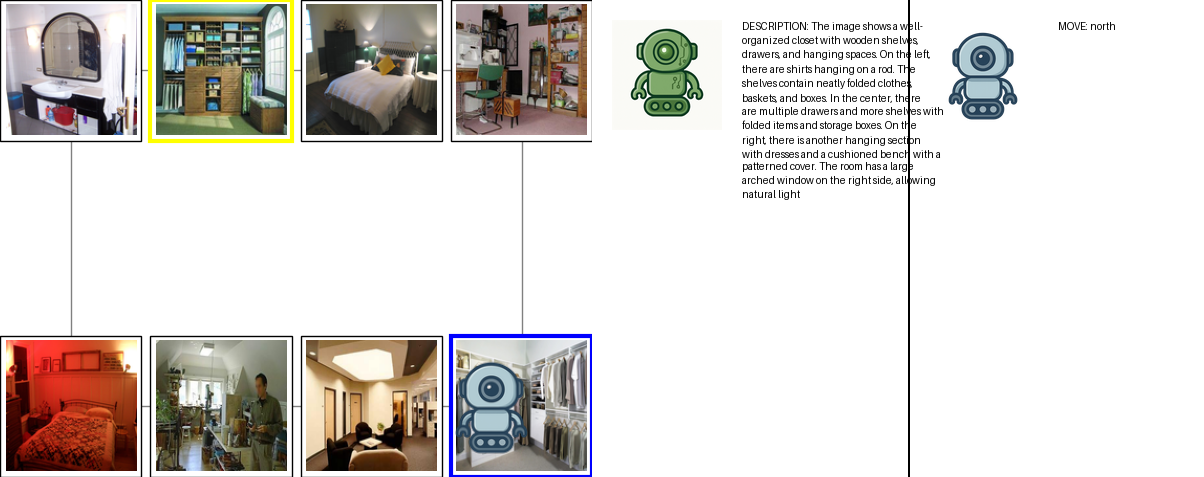 DESCRIPTION: The image shows a well-
organized closet with wooden shelves,
drawers, and hanging spaces. On the left,
there are shirts hanging on a rod. The
shelves contain neatly folded clothes,
baskets, and boxes. In the center, there
are multiple drawers and more shelves with
folded items and storage boxes. On the
right, there is another hanging section
with dresses and a cushioned bench with a
patterned cover. The room has a large
arched window on the right side, allowing
natural light
MOVE: north